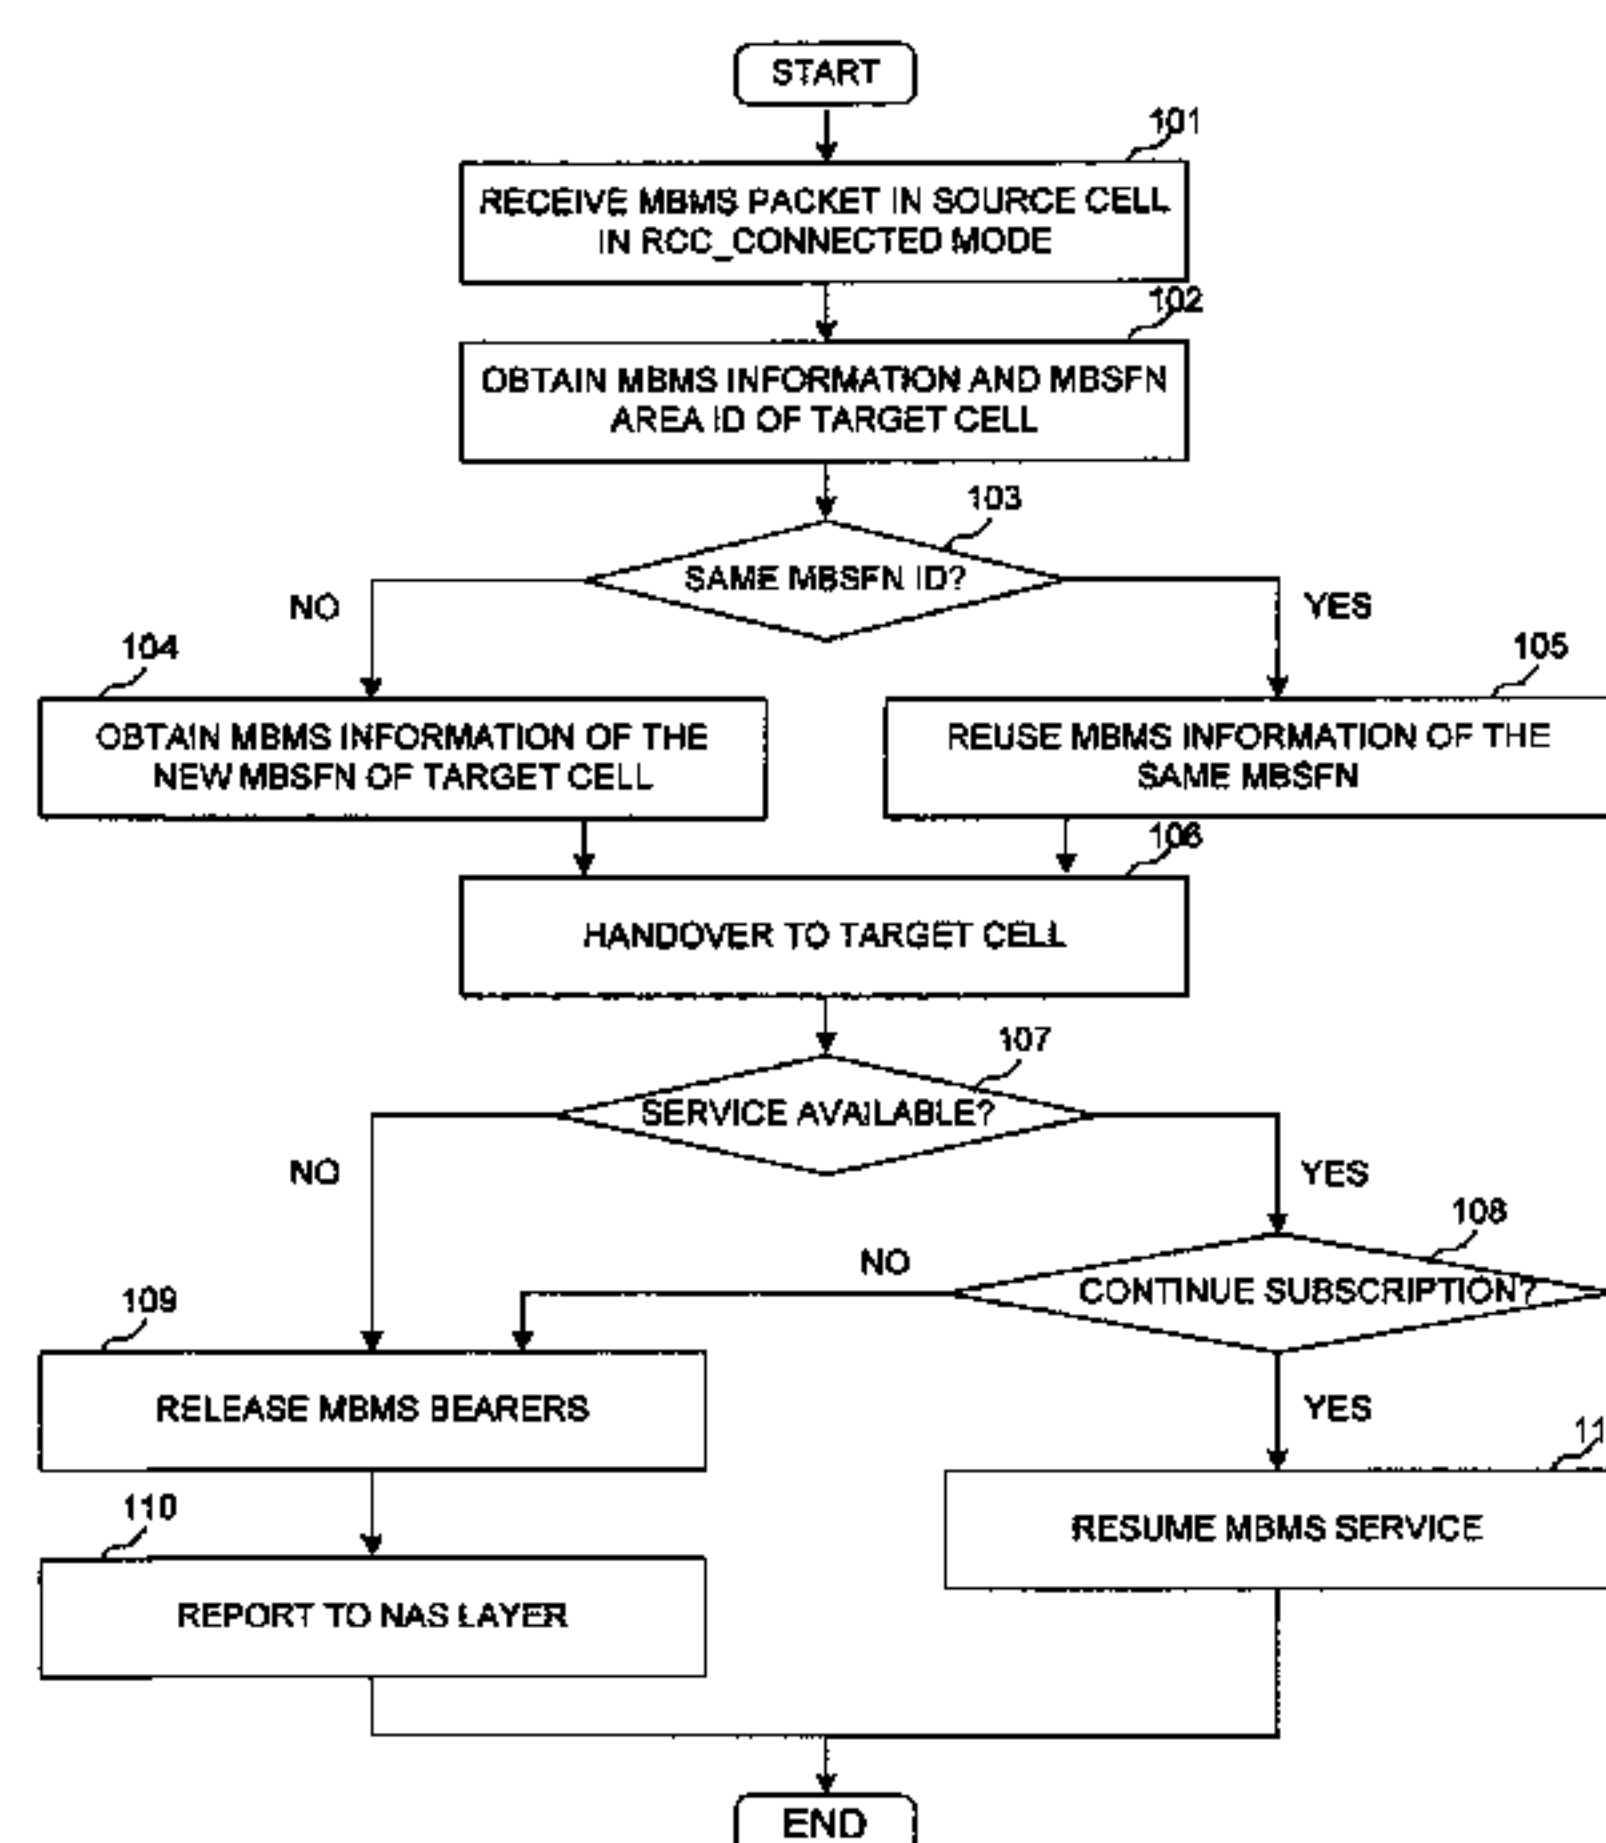 START
101
RECEIVE MBMS PACKET IN SOURCE CELL
IN RCC_CONNECTED MODE
102
OBTAIN MBMS INFORMATION AND MBSFN
AREA ID OF TARGET CELL
103
SAME MBSFN ID?
NO
YES
104
105
OBTAIN MBMS INFORMATION OF THE
NEW MBSFN OF TARGET CELL
REUSE MBMS INFORMATION OF THE
SAME MBSFN
106
HANDOVER TO TARGET CELL
107
SERVICE AVAILABLE?
NO
YES
108
NO
CONTINUE SUBSCRIPTION?
109
RELEASE MBMS BEARERS
YES
11
110
RESUME MBMS SERVICE
REPORT TO NAS LAYER
END